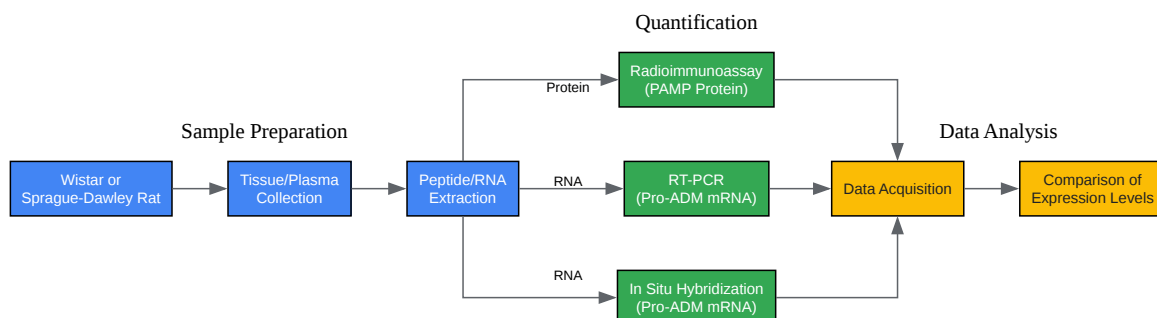 Quantification
Radioimmunoassay
(PAMP Protein)
Protein
Sample Preparation
Data Analysis
Wistar or
Sprague-Dawley Rat
Tissue/Plasma
Collection
Peptide/RNA
Extraction
RNA
RT-PCR
(Pro-ADM mRNA)
Data Acquisition
Comparison of
Expression Levels
RNA
In Situ Hybridization
(Pro-ADM mRNA)